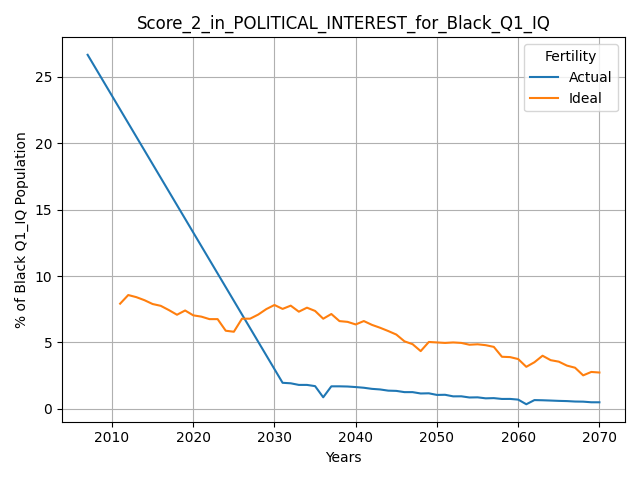 Score_2_in_POLITICAL_INTEREST_for_Black_Q1_IQ
Fertility
Actual
Ideal
% of Black Q1_IQ Population
25
20
15
10
5
0
2010 2020 2030 2040 2050 2060 2070
Years